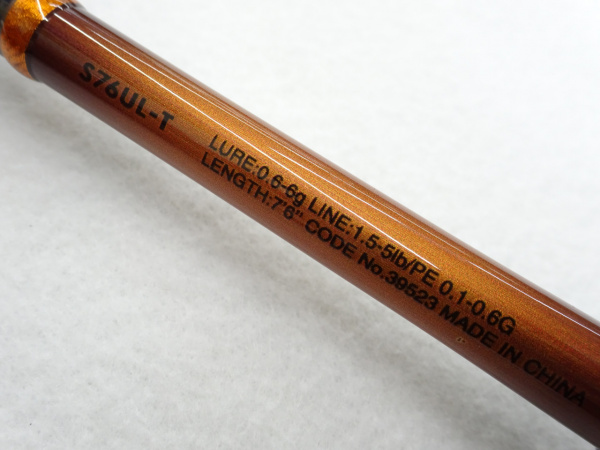 S76UL-T
LURE:0.6-6g LINE:1.5-5lb/PE 0.1-0.6G
LENGTH:7'6" CODE No.39523 MADE IN CHINA